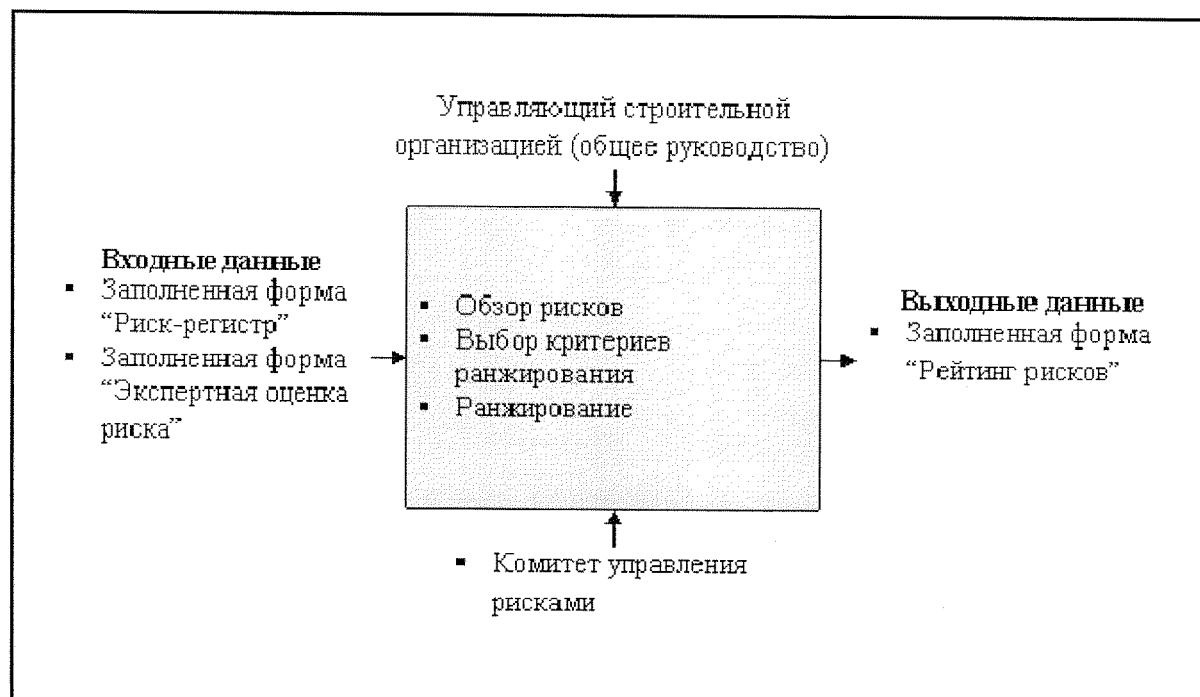 Управляющий строительной
организацией (общее руководство)
Входные данные
▪ Заполненная форма
“Риск-регистр”
▪ Заполненная форма
“Экспертная оценка
риска”
▪ Обзор рисков
▪ Выбор критериев
ранжирования
▪ Ранжирование
Выходные данные
▪ Заполненная форма
“Рейтинг рисков”
▪ Комитет управления
рисками